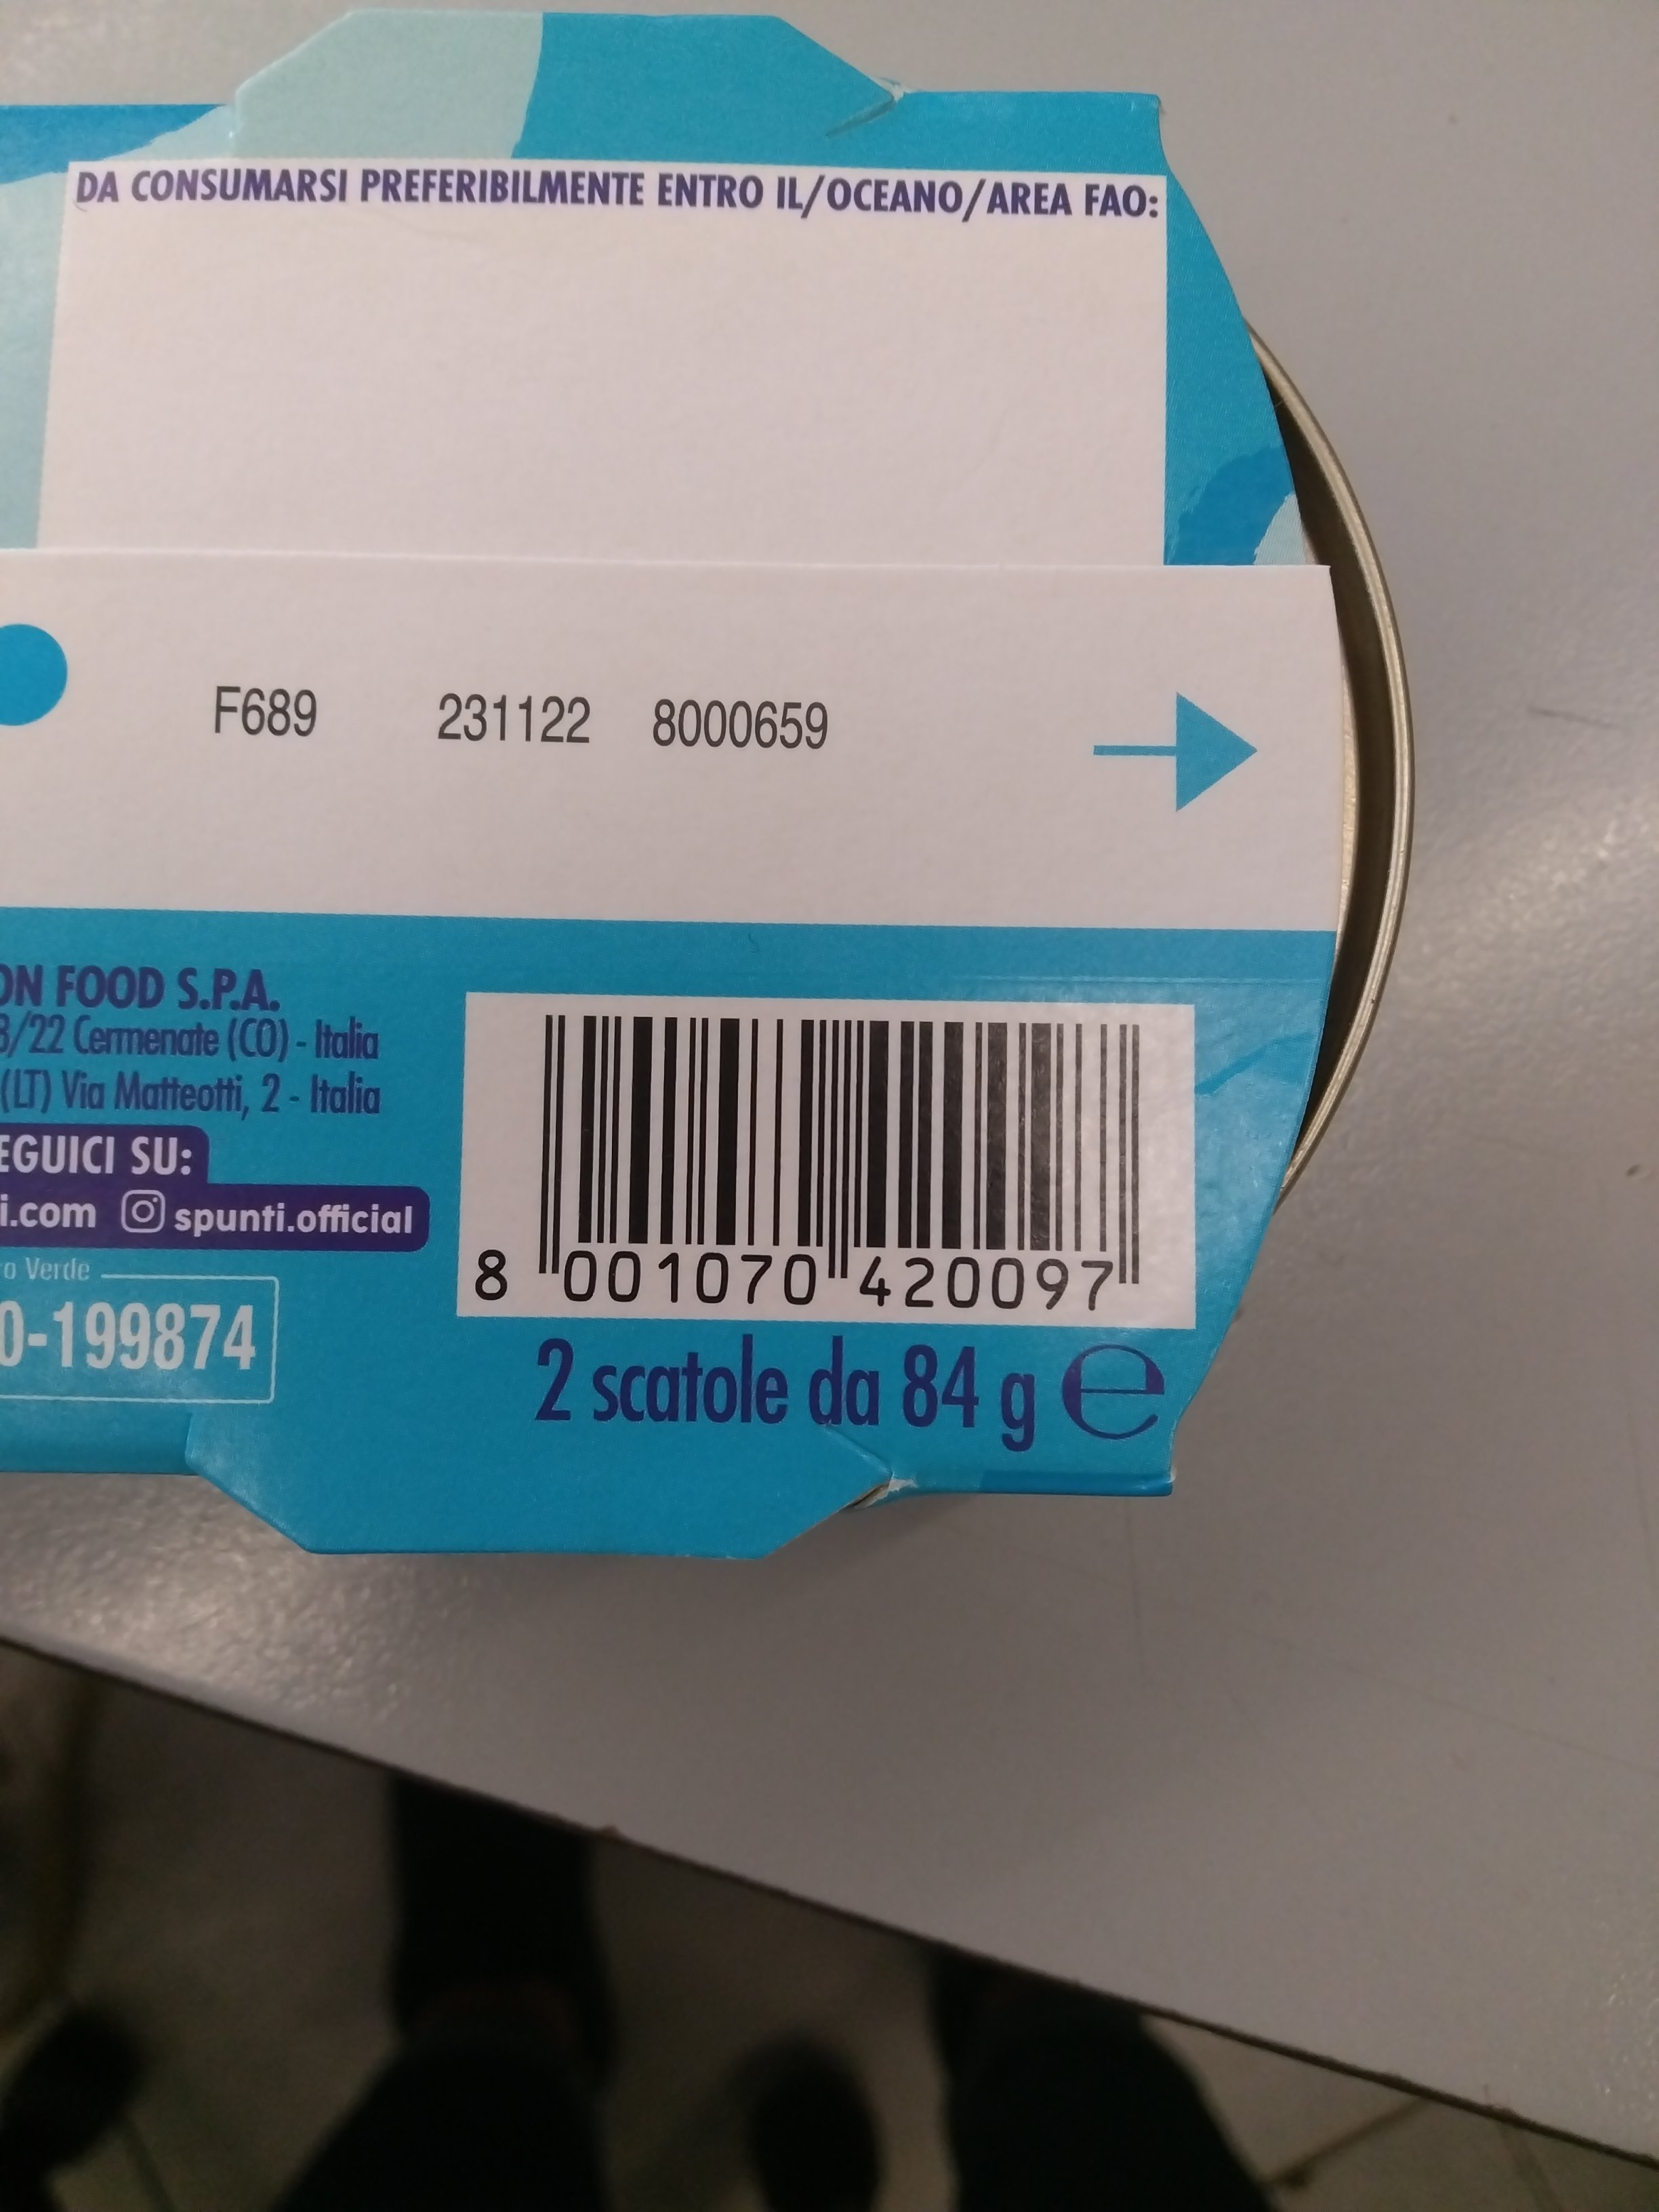 DA CONSUMARSI PREFERIBILMENTE ENTRO IL/OCEANO/AREA FAO:
F689 231122 8000659
ON FOOD S.P.A.
3/22 Cermenate (CO) - Italia
(LT) Via Matteotti, 2 - Italia
EGUICI SU:
i.com spunti.official
o Verde
0-199874
8 001070 420097
2 scatole da 84 g e